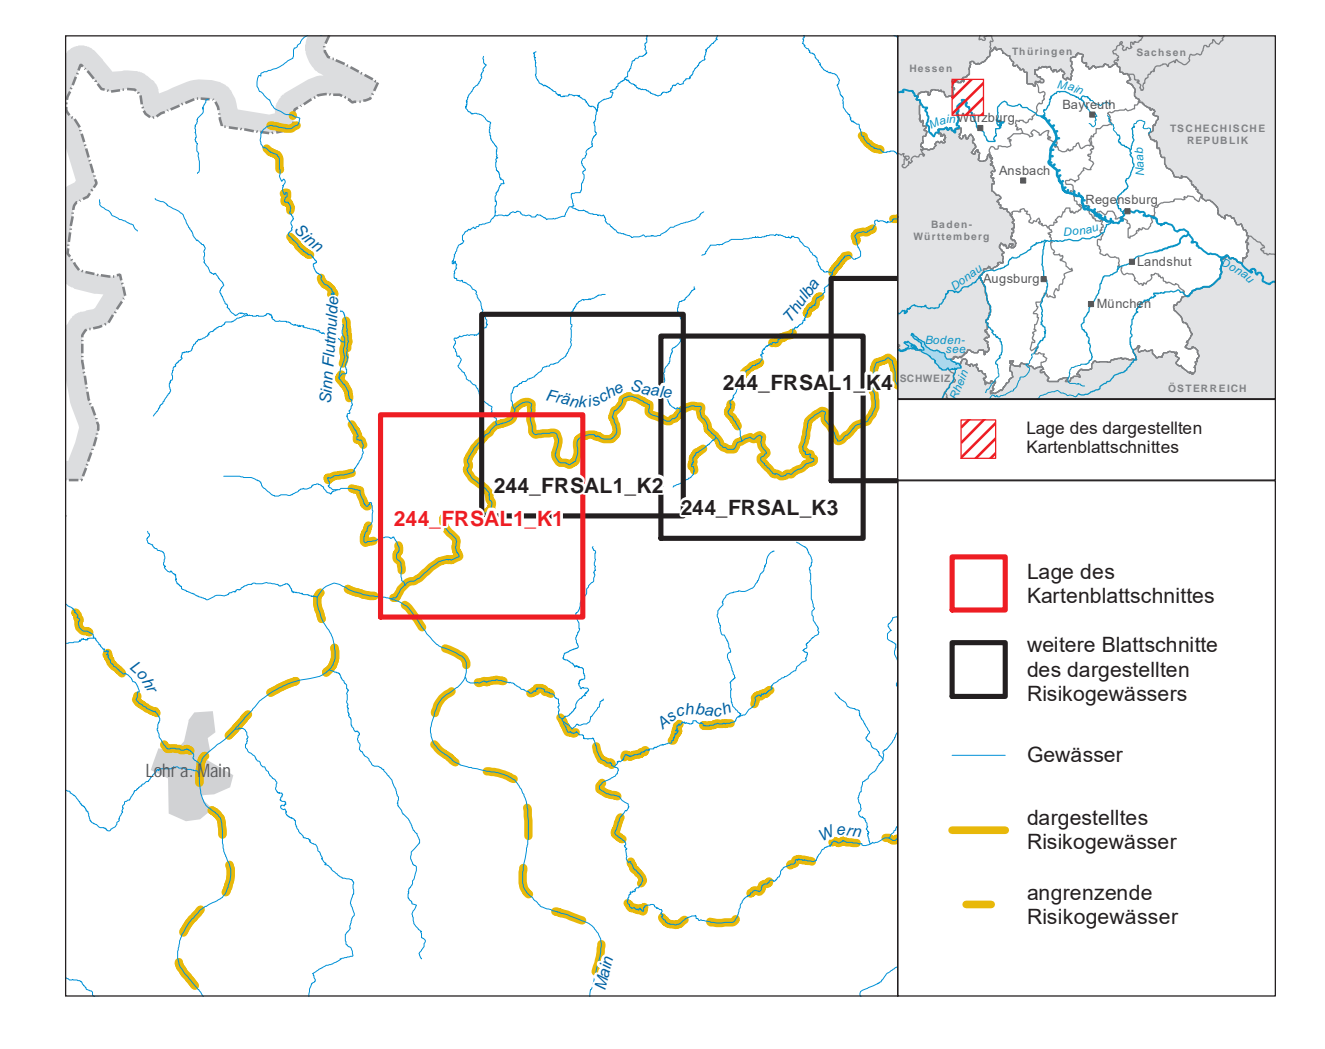 Sinn
Sinn Flutmulde
Thulba
Fränkische Saale
244_FRSAL1_K4
244_FRSAL1_K2
244_FRSAL_K3
244_FRSAL1_K1
Lohr
Lohr a. Main
Aschbach
Wern
Main
Hessen
Thüringen
Sachsen
Main
Bayreuth
Main
Würzburg
TSCHECHISCHE
REPUBLIK
Naab
Ansbach
Regensburg
Baden-
Württemberg
Donau
Donau
Augsburg
Landshut
Donau
München
Boden-
see
SCHWEIZ
Rhein
ÖSTERREICH
Lage des dargestellten
Kartenblattschnittes
Lage des
Kartenblattschnittes
weitere Blattschnitte
des dargestellten
Risikogewässers
Gewässer
dargestelltes
Risikogewässer
angrenzende
Risikogewässer